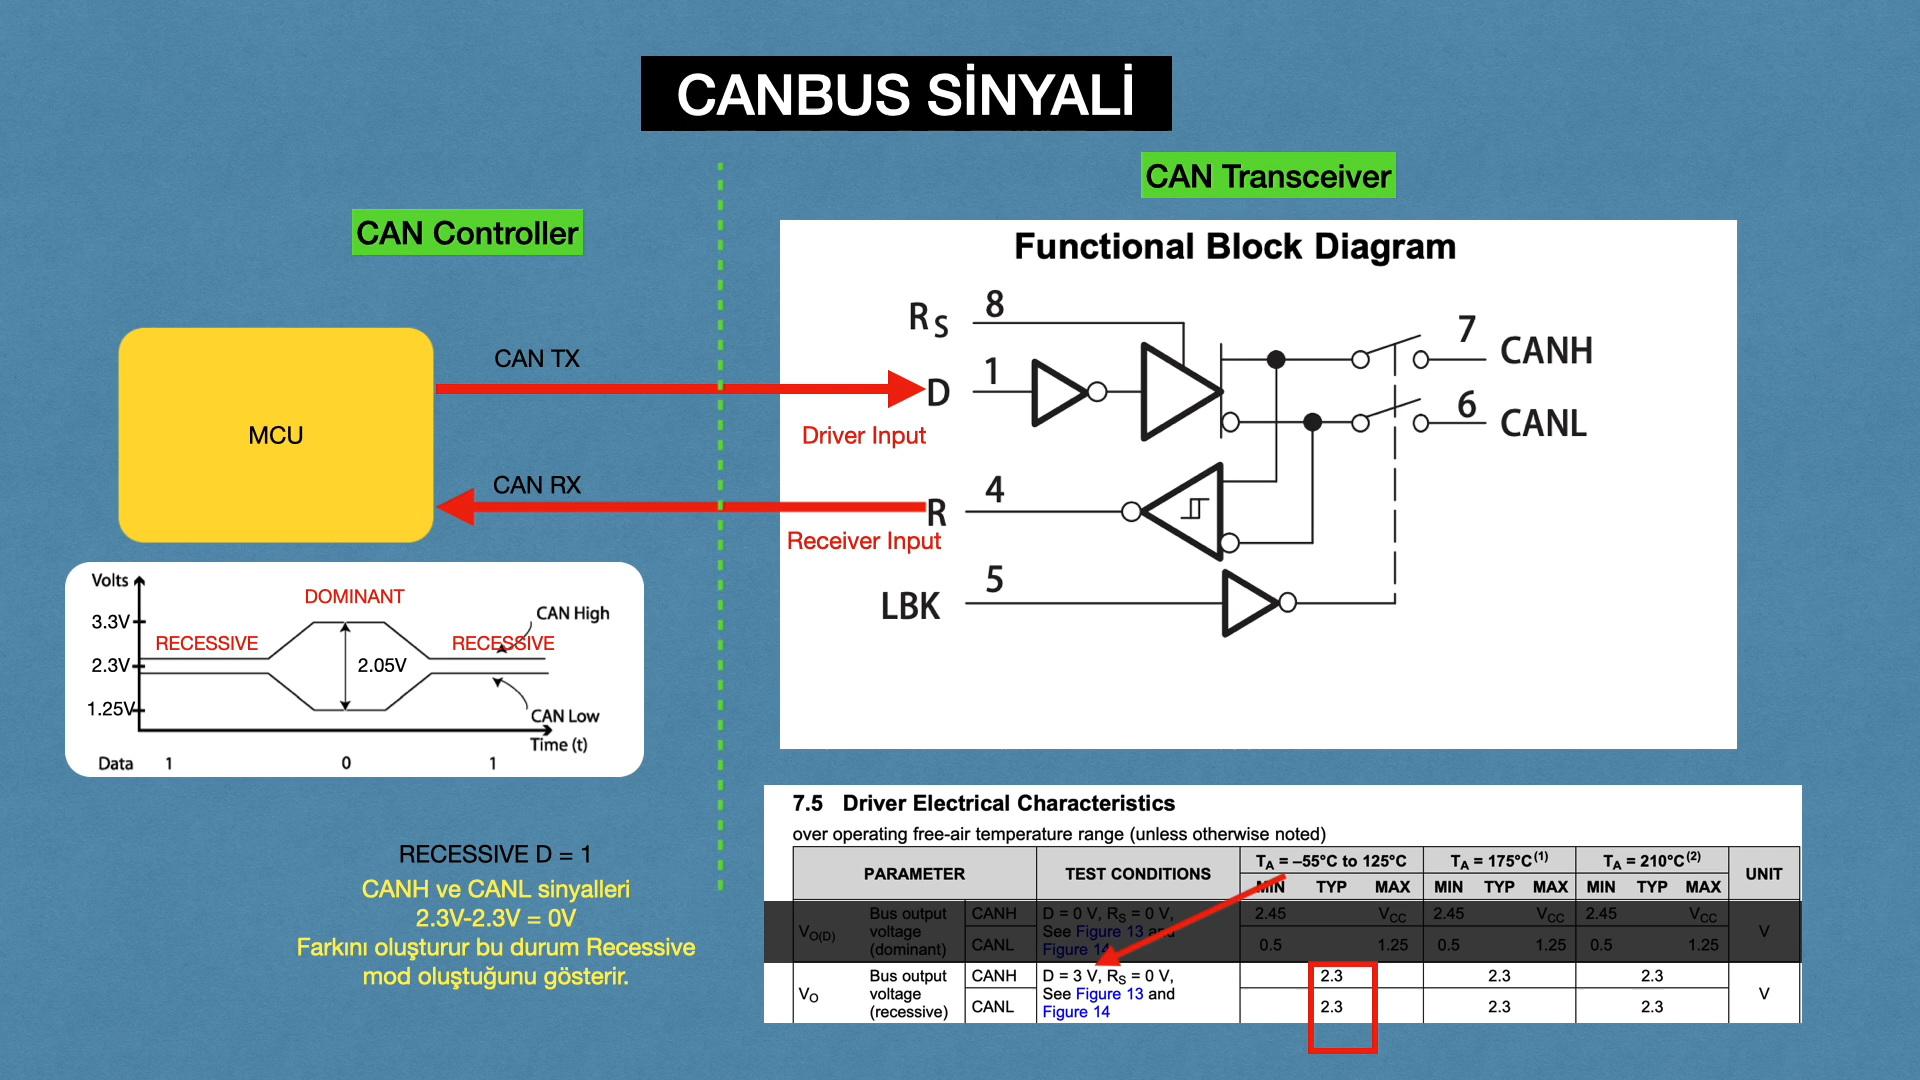 CANBUS SİNYALİ
CAN Transceiver
CAN Controller
Functional Block Diagram
RS 8
7 CANH
CAN TX
D 1
6 CANL
Driver Input
MCU
CAN RX
R 4
Receiver Input
LBK 5
Volts
DOMINANT
3.3V
CAN High
RECESSIVE
RECESSIVE
2.3V
2.05V
1.25V
CAN Low
Time (t)
Data 1 0 1
7.5 Driver Electrical Characteristics
over operating free-air temperature range (unless otherwise noted)
PARAMETER TEST CONDITIONS TA = –55°C to 125°C TA = 175°C(1) TA = 210°C(2) UNIT
MIN TYP MAX MIN TYP MAX MIN TYP MAX
VO(D) Bus output voltage (dominant) CANH D = 0 V, RS = 0 V, See Figure 13 and Figure 14 2.45 VCC 2.45 VCC 2.45 VCC V
CANL 0.5 1.25 0.5 1.25 0.5 1.25
VO Bus output voltage (recessive) CANH D = 3 V, RS = 0 V, See Figure 13 and Figure 14 2.3 2.3 2.3 V
CANL 2.3 2.3 2.3
RECESSIVE D = 1
CANH ve CANL sinyalleri
2.3V-2.3V = 0V
Farkını oluşturur bu durum Recessive
mod oluştuğunu gösterir.